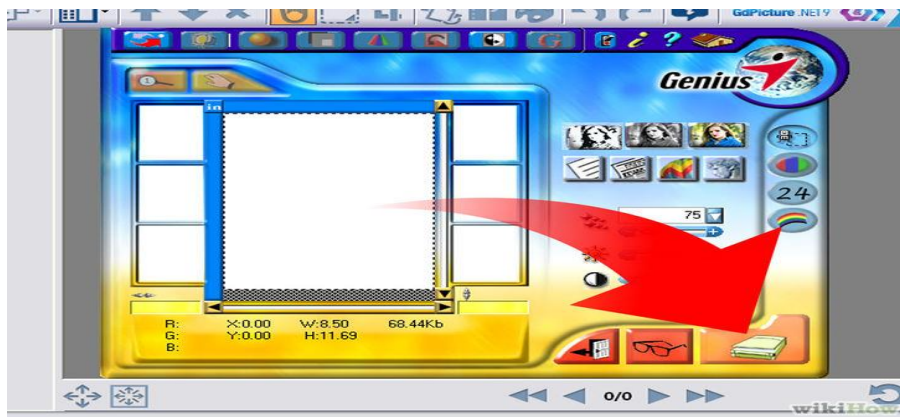 GdPicture .NET 9
Genius
in
24
75
R: X:0.00 W:8.50 68.44Kb
G: Y:0.00 H:11.69
B:
0/0
wikiHow